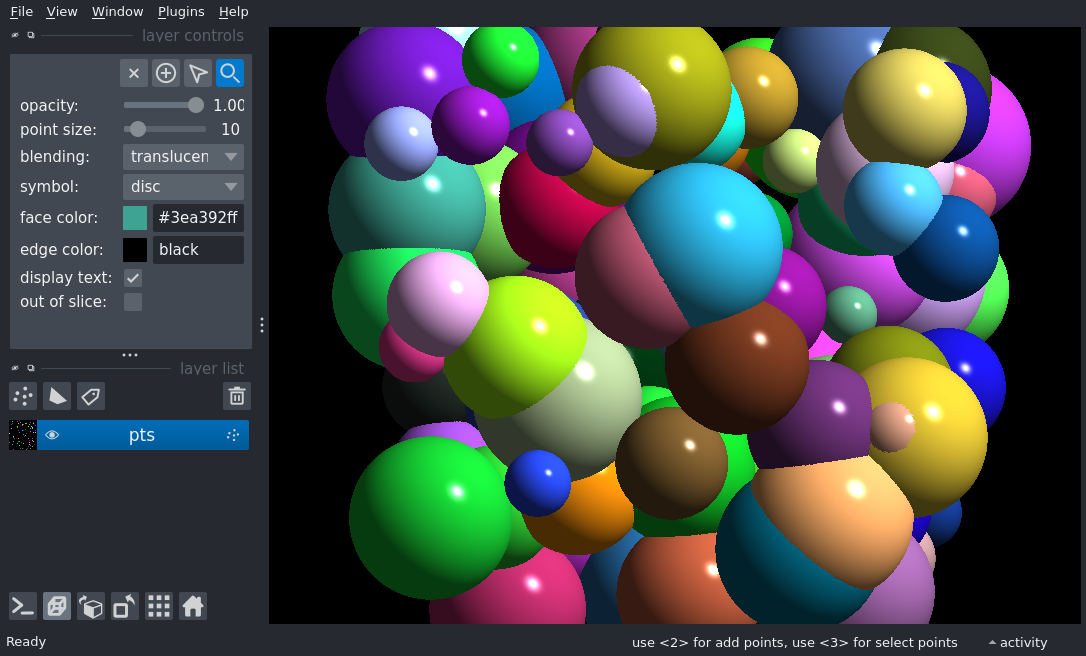 File View Window Plugins Help
layer controls
opacity: 1.00
point size: 10
blending: translucen
symbol: disc
face color: #3ea392ff
edge color: black
display text:
out of slice:
layer list
pts
Ready
use <2> for add points, use <3> for select points
activity